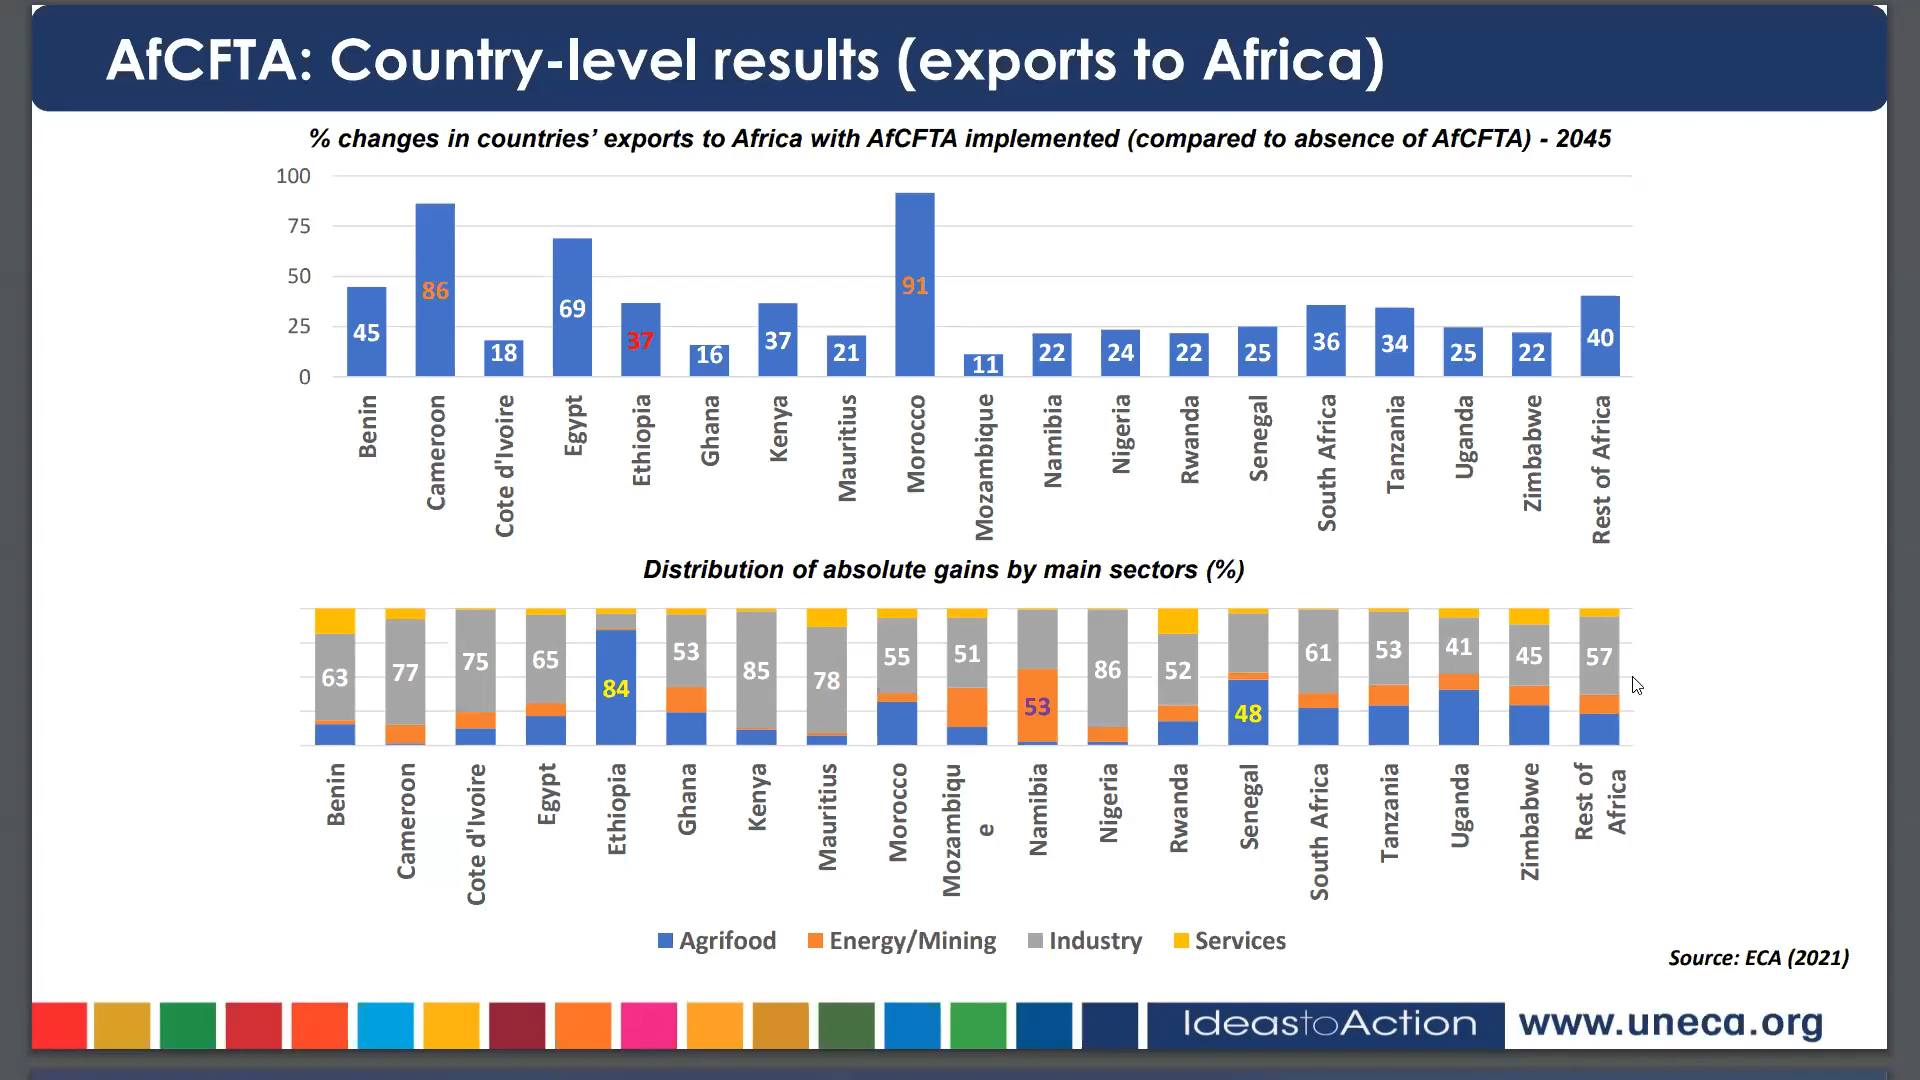 AfCFTA: Country-level results (exports to Africa)
% changes in countries’ exports to Africa with AfCFTA implemented (compared to absence of AfCFTA) - 2045
100
75
50
25
0
45
86
18
69
37
16
37
21
91
11
22
24
22
25
36
34
25
22
40
Benin
Cameroon
Cote d'Ivoire
Egypt
Ethiopia
Ghana
Kenya
Mauritius
Morocco
Mozambique
Namibia
Nigeria
Rwanda
Senegal
South Africa
Tanzania
Uganda
Zimbabwe
Rest of Africa
Distribution of absolute gains by main sectors (%)
63
77
75
65
84
53
85
78
55
51
53
86
52
48
61
53
41
45
57
Benin
Cameroon
Cote d'Ivoire
Egypt
Ethiopia
Ghana
Kenya
Mauritius
Morocco
Mozambiqu
e
Namibia
Nigeria
Rwanda
Senegal
South Africa
Tanzania
Uganda
Zimbabwe
Rest of
Africa
Agrifood
Energy/Mining
Industry
Services
Source: ECA (2021)
IdeastoAction
www.uneca.org